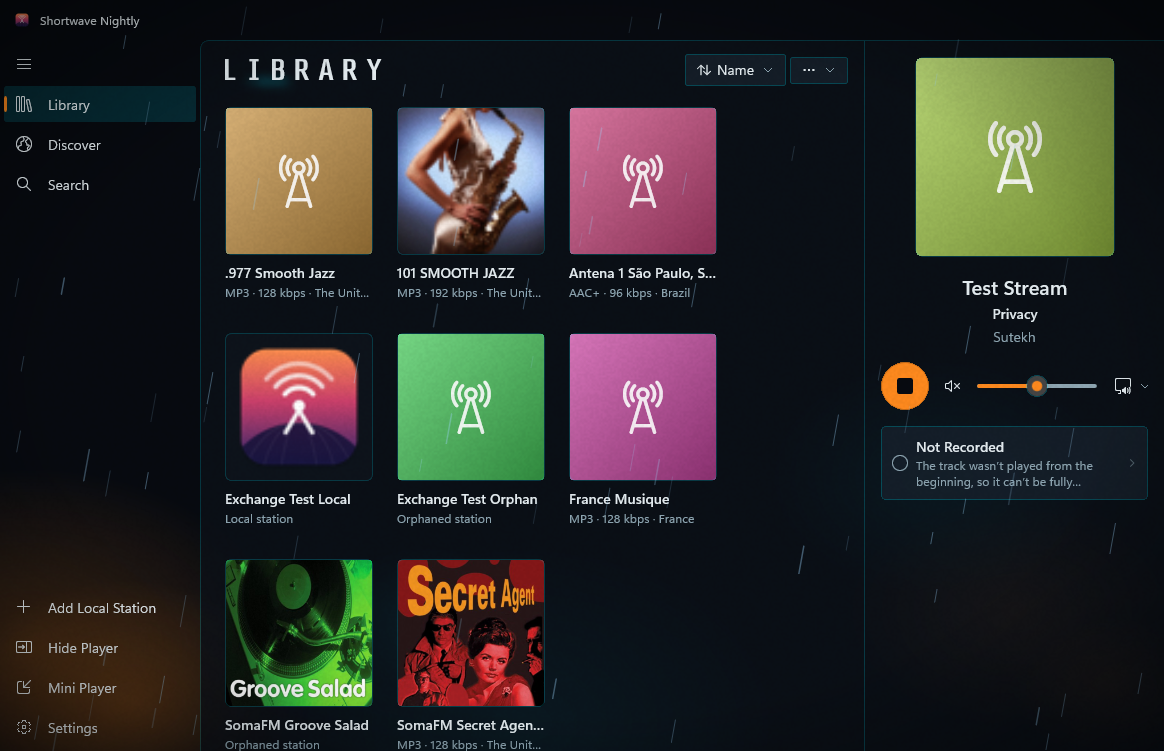 Shortwave Nightly
Library
Discover
Search
Add Local Station
Hide Player
Mini Player
Settings
LIBRARY
Name
.977 Smooth Jazz
MP3 · 128 kbps · The Unit...
101 SMOOTH JAZZ
MP3 · 192 kbps · The Unit...
Antena 1 São Paulo, S...
AAC+ · 96 kbps · Brazil
Exchange Test Local
Local station
Exchange Test Orphan
Orphaned station
France Musique
MP3 · 128 kbps · France
Groove Salad
SomaFM Groove Salad
Orphaned station
Secret Agent
SomaFM Secret Agen...
MP3 · 128 kbps · The Unit...
Test Stream
Privacy
Sutekh
Not Recorded
The track wasn't played from the
beginning, so it can't be fully...